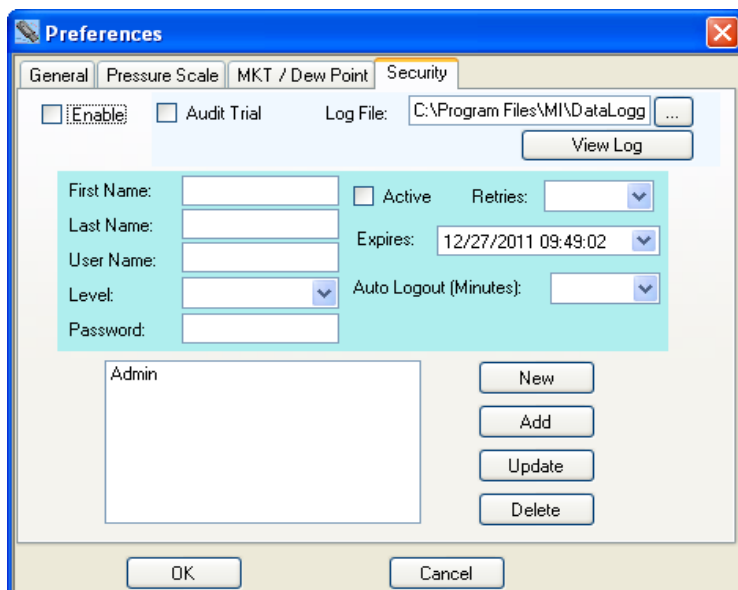 Preferences
General Pressure Scale MKT / Dew Point Security
Enable Audit Trial Log File: C:\Program Files\MI\DataLogg ...
View Log
First Name: Active Retries:
Last Name:
Expires: 12/27/2011 09:49:02
User Name:
Level: Auto Logout (Minutes):
Password:
Admin
New
Add
Update
Delete
OK Cancel